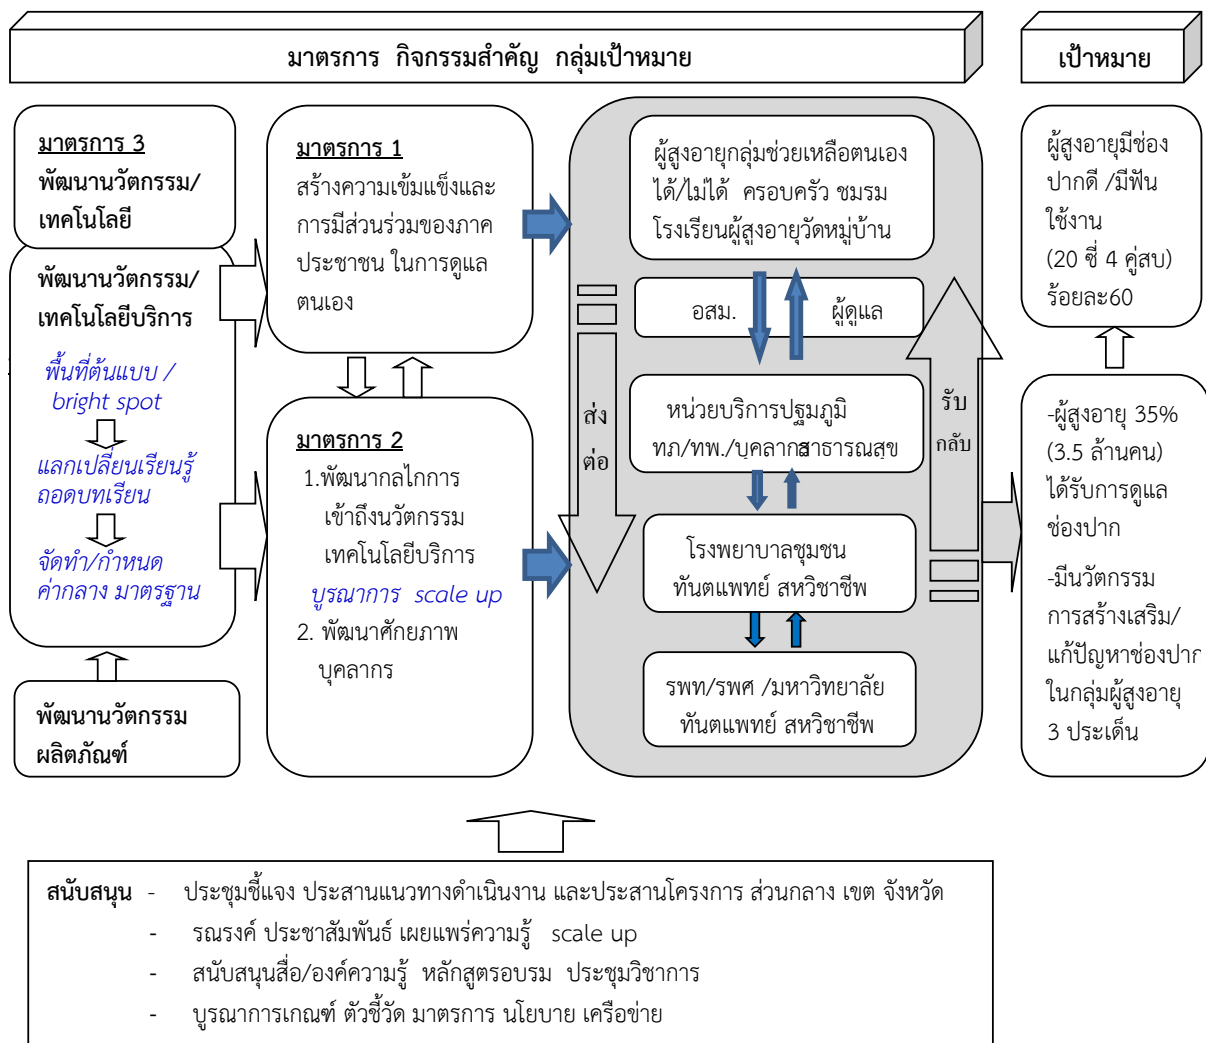 มาตรการ กิจกรรมสำคัญ กลุ่มเป้าหมาย
เป้าหมาย
มาตรการ 3
พัฒนานวัตกรรม/
เทคโนโลยี
พัฒนานวัตกรรม/
เทคโนโลยีบริการ
พื้นที่ต้นแบบ /
bright spot
แลกเปลี่ยนเรียนรู้
ถอดบทเรียน
จัดทำ/กำหนด
ค่ากลาง มาตรฐาน
พัฒนานวัตกรรม
ผลิตภัณฑ์
มาตรการ 1
สร้างความเข้มแข็งและ
การมีส่วนร่วมของภาค
ประชาชน ในการดูแล
ตนเอง
มาตรการ 2
1.พัฒนากลไกการ
เข้าถึงนวัตกรรม
เทคโนโลยีบริการ
บูรณาการ scale up
2. พัฒนาศักยภาพ
บุคลากร
ส่ง
ต่อ
ผู้สูงอายุกลุ่มช่วยเหลือตนเอง
ได้/ไม่ได้ ครอบครัว ชมรม
โรงเรียนผู้สูงอายุวัดหมู่บ้าน
อสม. ผู้ดูแล
หน่วยบริการปฐมภูมิ
ทภ/ทพ./บุคลากรสาธารณสุข
โรงพยาบาลชุมชน
ทันตแพทย์ สหวิชาชีพ
รพท/รพศ /มหาวิทยาลัย
ทันตแพทย์ สหวิชาชีพ
รับ
กลับ
ผู้สูงอายุมีช่อง
ปากดี /มีฟัน
ใช้งาน
(20 ซี่ 4 คู่สบ)
ร้อยละ60
-ผู้สูงอายุ 35%
(3.5 ล้านคน)
ได้รับการดูแล
ช่องปาก
-มีนวัตกรรม
การสร้างเสริม/
แก้ปัญหาช่องปาก
ในกลุ่มผู้สูงอายุ
3 ประเด็น
สนับสนุน - ประชุมชี้แจง ประสานแนวทางดำเนินงาน และประสานโครงการ ส่วนกลาง เขต จังหวัด
- รณรงค์ ประชาสัมพันธ์ เผยแพร่ความรู้ scale up
- สนับสนุนสื่อ/องค์ความรู้ หลักสูตรอบรม ประชุมวิชาการ
- บูรณาการเกณฑ์ ตัวชี้วัด มาตรการ นโยบาย เครือข่าย